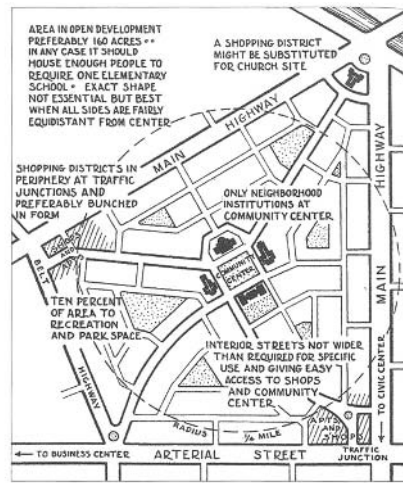 AREA IN OPEN DEVELOPMENT
PREFERABLY 160 ACRES • •
IN ANY CASE IT SHOULD
HOUSE ENOUGH PEOPLE TO
REQUIRE ONE ELEMENTARY
SCHOOL • EXACT SHAPE
NOT ESSENTIAL BUT BEST
WHEN ALL SIDES ARE FAIRLY
EQUIDISTANT FROM CENTER
A SHOPPING DISTRICT
MIGHT BE SUBSTITUTED
FOR CHURCH SITE
MAIN HIGHWAY
HIGHWAY
MAIN
SHOPPING DISTRICTS IN
PERIPHERY AT TRAFFIC
JUNCTIONS AND
PREFERABLY BUNCHED
IN FORM
ONLY NEIGHBORHOOD
INSTITUTIONS AT
COMMUNITY CENTER
SHOPS AND
BELT
HIGHWAY
COMMUNITY
CENTER
TEN PERCENT
OF AREA TO
RECREATION
AND PARK SPACE
INTERIOR STREETS NOT WIDER
THAN REQUIRED FOR SPECIFIC
USE AND GIVING EASY
ACCESS TO SHOPS
AND COMMUNITY
CENTER
TO CIVIC CENTER
RADIUS ¼ MILE
APTS
AND
SHOPS
TRAFFIC
JUNCTION
← TO BUSINESS CENTER
ARTERIAL STREET